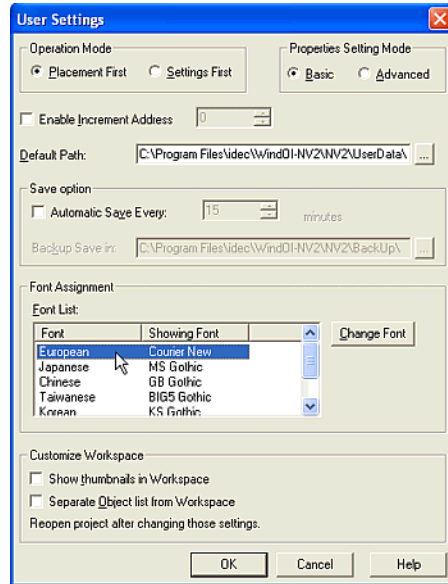 User Settings
Operation Mode
Properties Setting Mode
Placement First Settings First
Basic Advanced
Enable Increment Address 0
Default Path: C:\Program Files\idec\WindOI-NV2\NV2\UserData\ ...
Save option
Automatic Save Every: 15 minutes
Backup Save in: C:\Program Files\idec\WindOI-NV2\NV2\BackUp\ ...
Font Assignment
Font List:
Font Showing Font
Change Font
European Courier New
Japanese MS Gothic
Chinese GB Gothic
Taiwanese BIG5 Gothic
Korean KS Gothic
Customize Workspace
Show thumbnails in Workspace
Separate Object list from Workspace
Reopen project after changing those settings.
OK Cancel Help